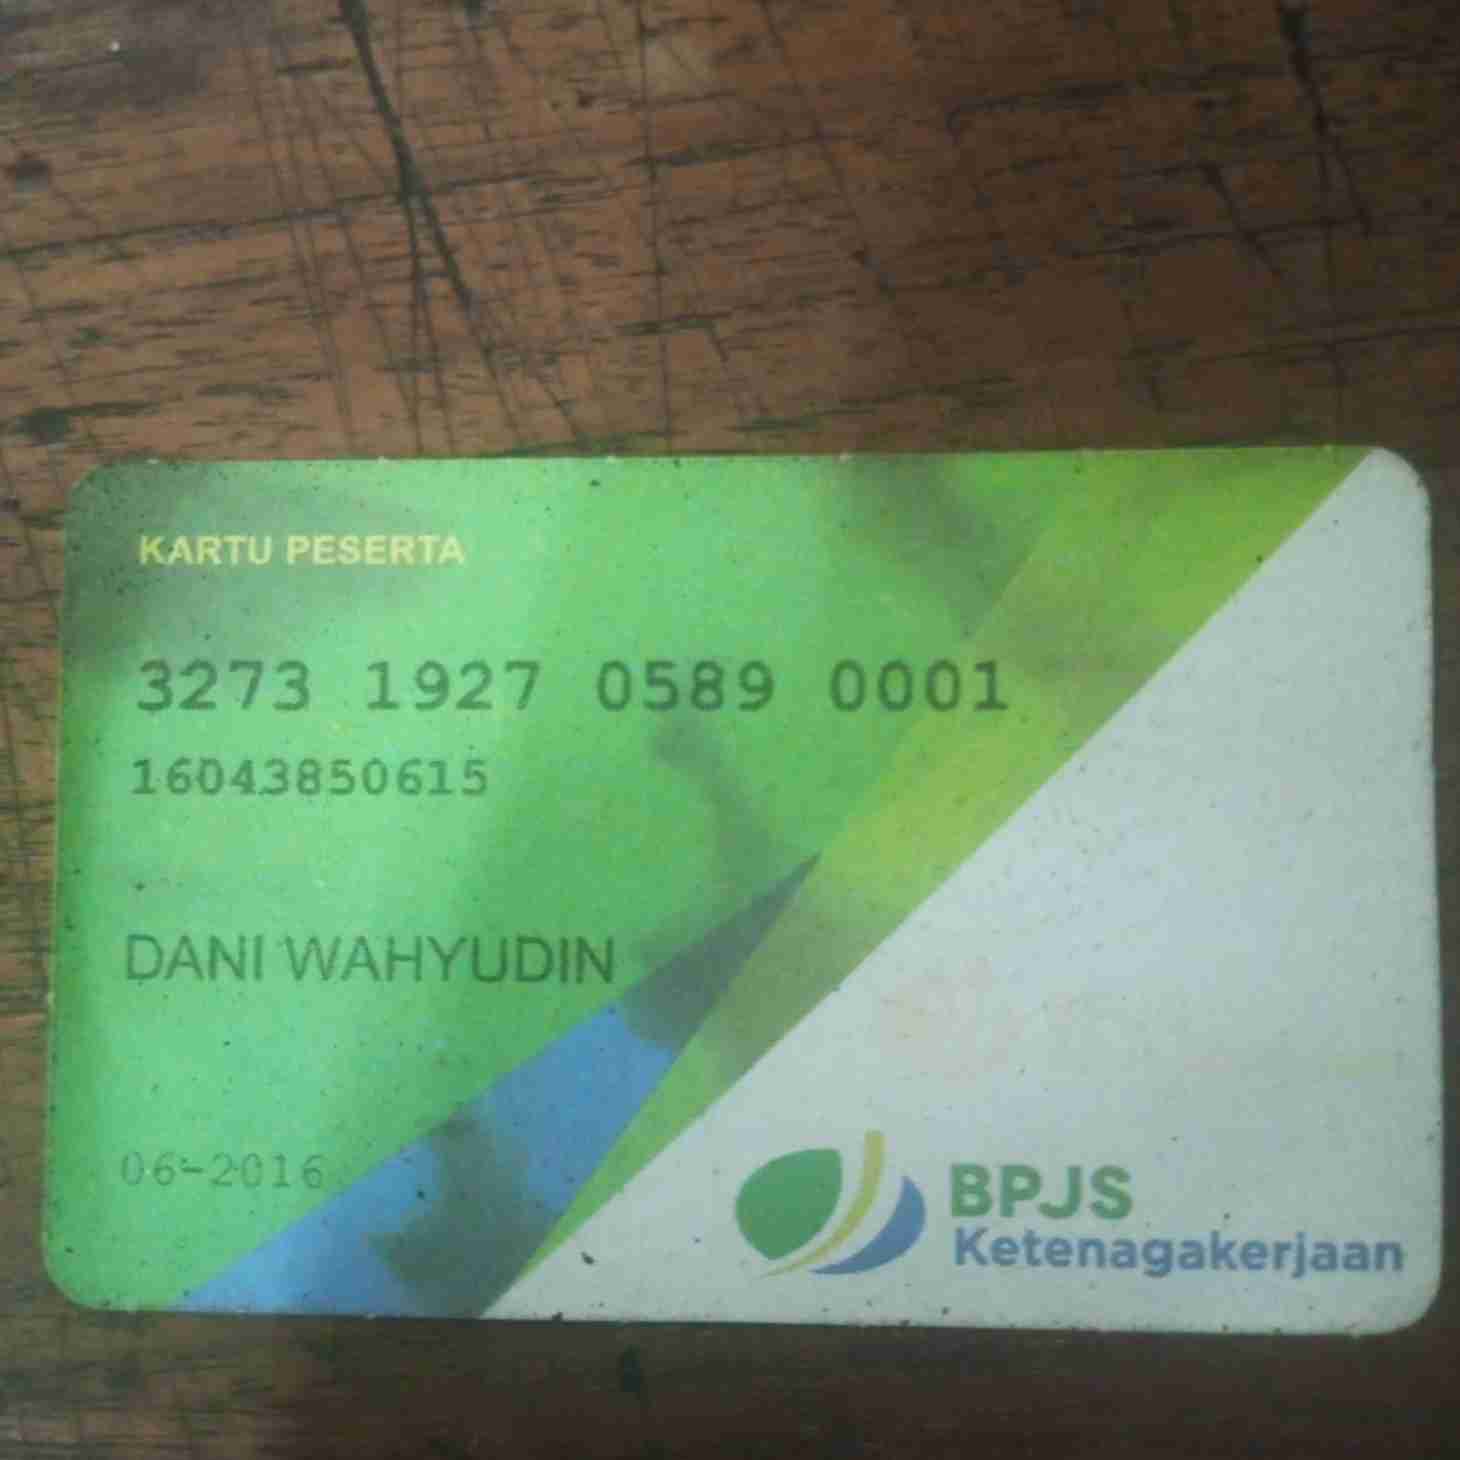 KARTU PESERTA
3273 1927 0589 0001
16043850615
DANI WAHYUDIN
06-2016
BPJS
Ketenagakerjaan